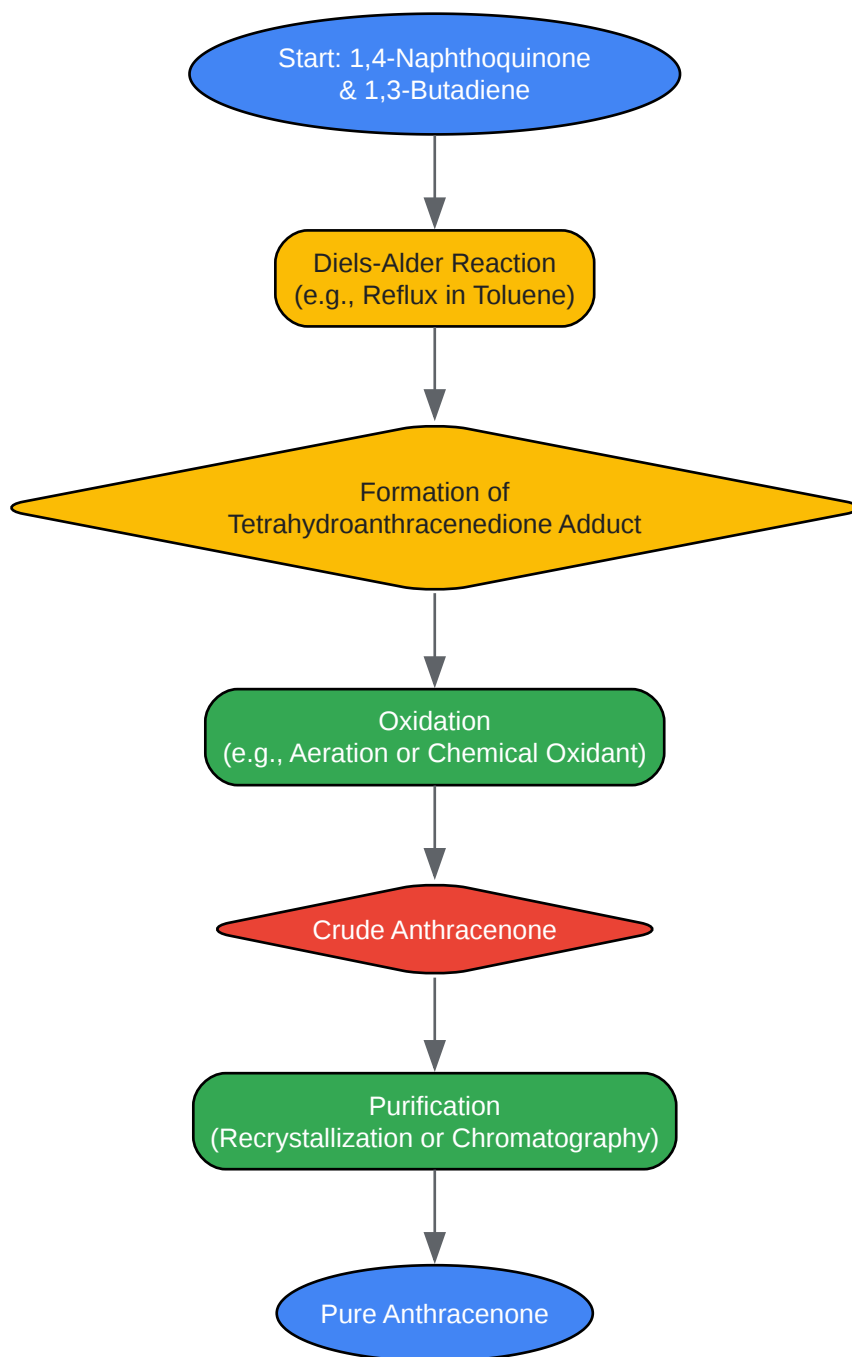 Start: 1,4-Naphthoquinone
& 1,3-Butadiene
Diels-Alder Reaction
(e.g., Reflux in Toluene)
Formation of
Tetrahydroanthracenedione Adduct
Oxidation
(e.g., Aeration or Chemical Oxidant)
Crude Anthracenone
Purification
(Recrystallization or Chromatography)
Pure Anthracenone